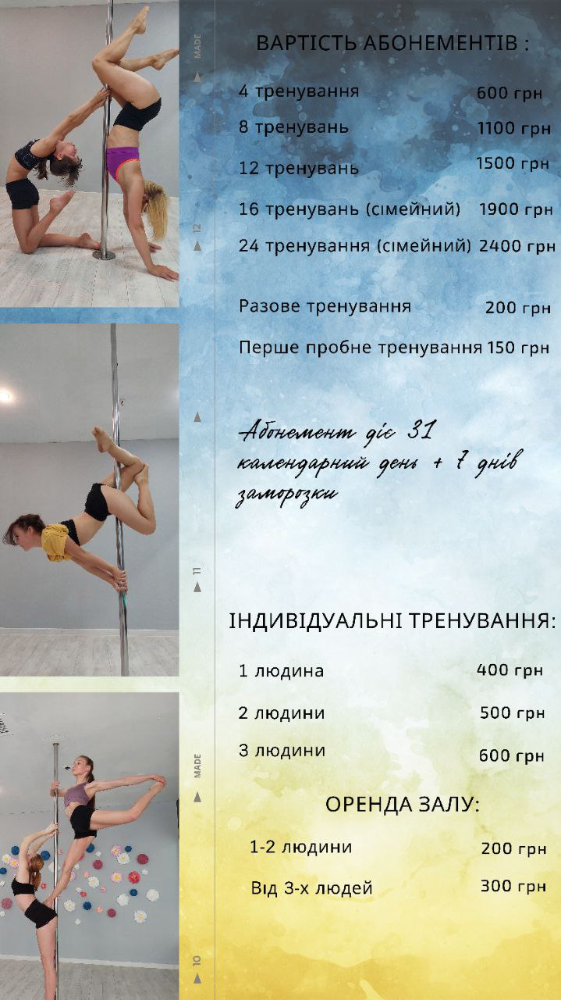 ВАРТІСТЬ АБОНЕМЕНТІВ :
4 тренування 600 грн
8 тренувань 1100 грн
12 тренувань 1500 грн
16 тренувань (сімейний) 1900 грн
24 тренування (сімейний) 2400 грн
Разове тренування 200 грн
Перше пробне тренування 150 грн
Абонемент діє 31
календарний день + 7 днів
заморозки
ІНДИВІДУАЛЬНІ ТРЕНУВАННЯ:
1 людина 400 грн
2 людини 500 грн
3 людини 600 грн
ОРЕНДА ЗАЛУ:
1-2 людини 200 грн
Від 3-х людей 300 грн
MADE
12
11
MADE
10